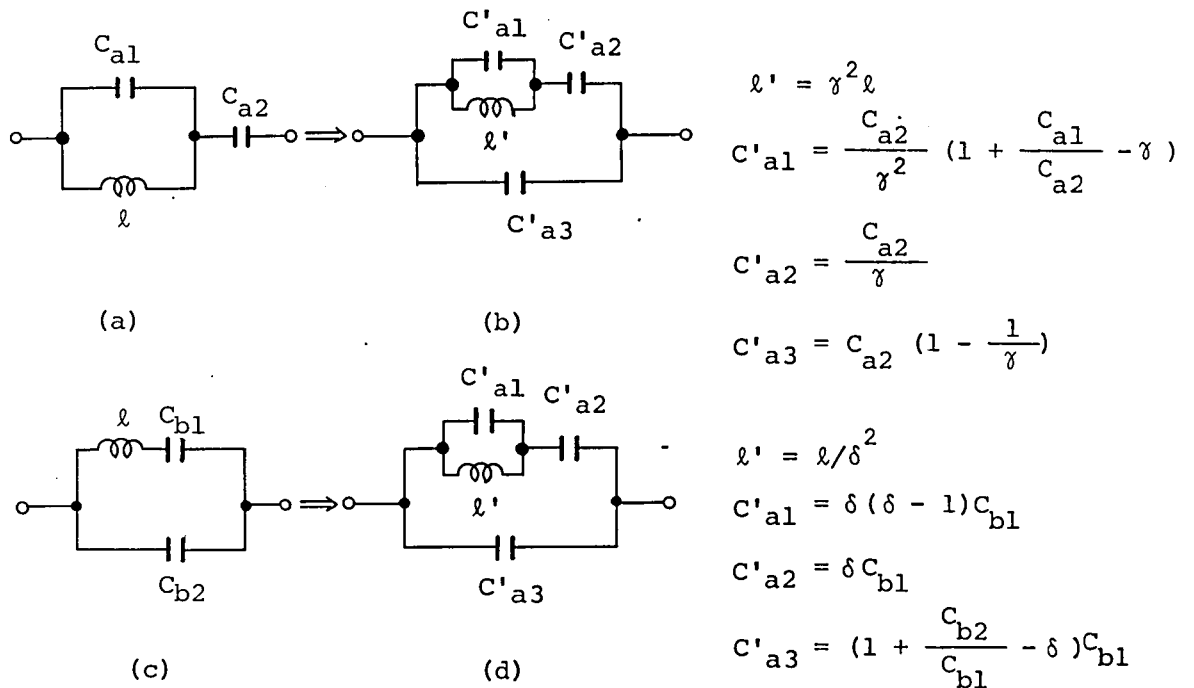 C'a1
Ca1
C'a2
Ca2
ℓ
ℓ'
C'a3
(a)
(b)
ℓ' = γ²ℓ
C'a1 = Ca2/γ² (1 + Ca1/Ca2 - γ)
C'a2 = Ca2/γ
C'a3 = Ca2 (1 - 1/γ)
C'a1
ℓ Cb1
C'a2
ℓ'
Cb2
C'a3
(c)
(d)
ℓ' = ℓ/δ²
C'a1 = δ(δ - 1)Cb1
C'a2 = δCb1
C'a3 = (1 + Cb2/Cb1 - δ)Cb1